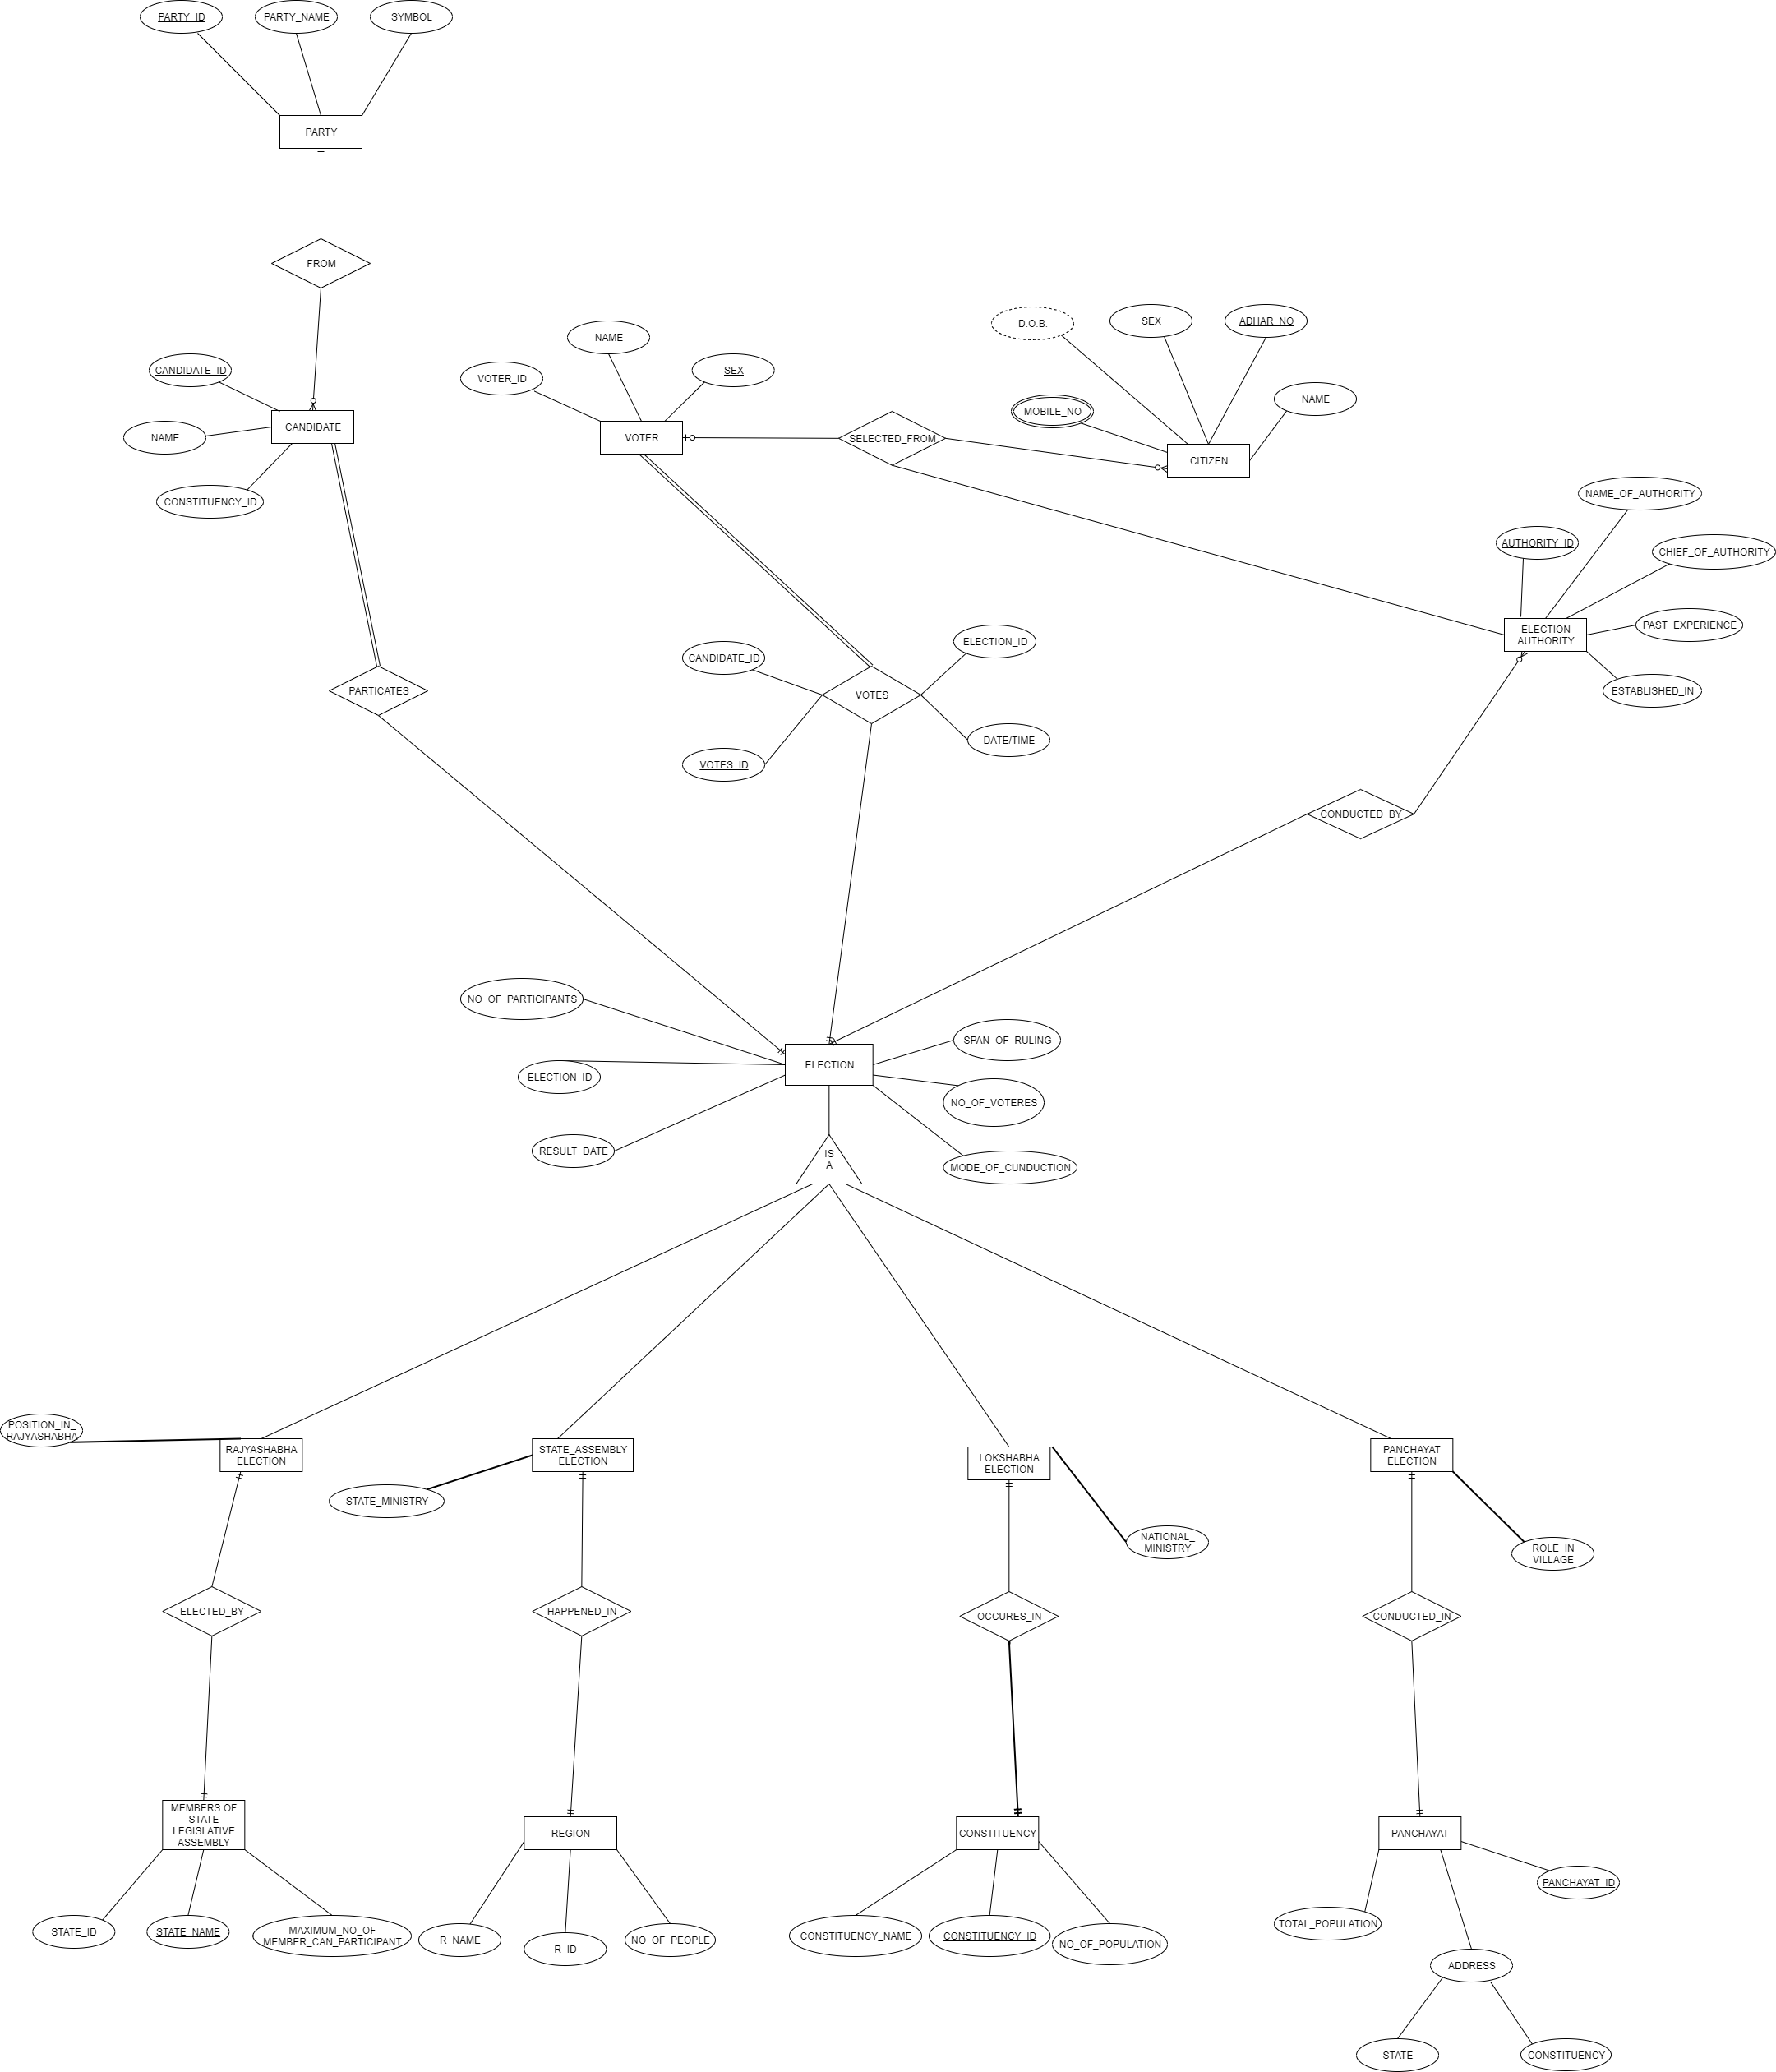 PARTY_ID
PARTY_NAME
SYMBOL
PARTY
FROM
CANDIDATE_ID
NAME
CANDIDATE
CONSTITUENCY_ID
VOTER_ID
NAME
SEX
VOTER
SELECTED_FROM
D.O.B.
SEX
ADHAR_NO
MOBILE_NO
NAME
CITIZEN
NAME_OF_AUTHORITY
AUTHORITY_ID
CHIEF_OF_AUTHORITY
ELECTION
AUTHORITY
PAST_EXPERIENCE
ESTABLISHED_IN
PARTICATES
CANDIDATE_ID
ELECTION_ID
VOTES
VOTES_ID
DATE/TIME
CONDUCTED_BY
NO_OF_PARTICIPANTS
ELECTION_ID
RESULT_DATE
ELECTION
SPAN_OF_RULING
NO_OF_VOTERES
MODE_OF_CUNDUCTION
IS
A
POSITION_IN_
RAJYASHABHA
RAJYASHABHA
ELECTION
STATE_ASSEMBLY
ELECTION
STATE_MINISTRY
LOKSHABHA
ELECTION
NATIONAL_
MINISTRY
PANCHAYAT
ELECTION
ROLE_IN
VILLAGE
ELECTED_BY
HAPPENED_IN
OCCURES_IN
CONDUCTED_IN
MEMBERS OF
STATE
LEGISLATIVE
ASSEMBLY
REGION
CONSTITUENCY
PANCHAYAT
STATE_ID
STATE_NAME
MAXIMUM_NO_OF
MEMBER_CAN_PARTICIPANT
R_NAME
R_ID
NO_OF_PEOPLE
CONSTITUENCY_NAME
CONSTITUENCY_ID
NO_OF_POPULATION
TOTAL_POPULATION
PANCHAYAT_ID
ADDRESS
STATE
CONSTITUENCY